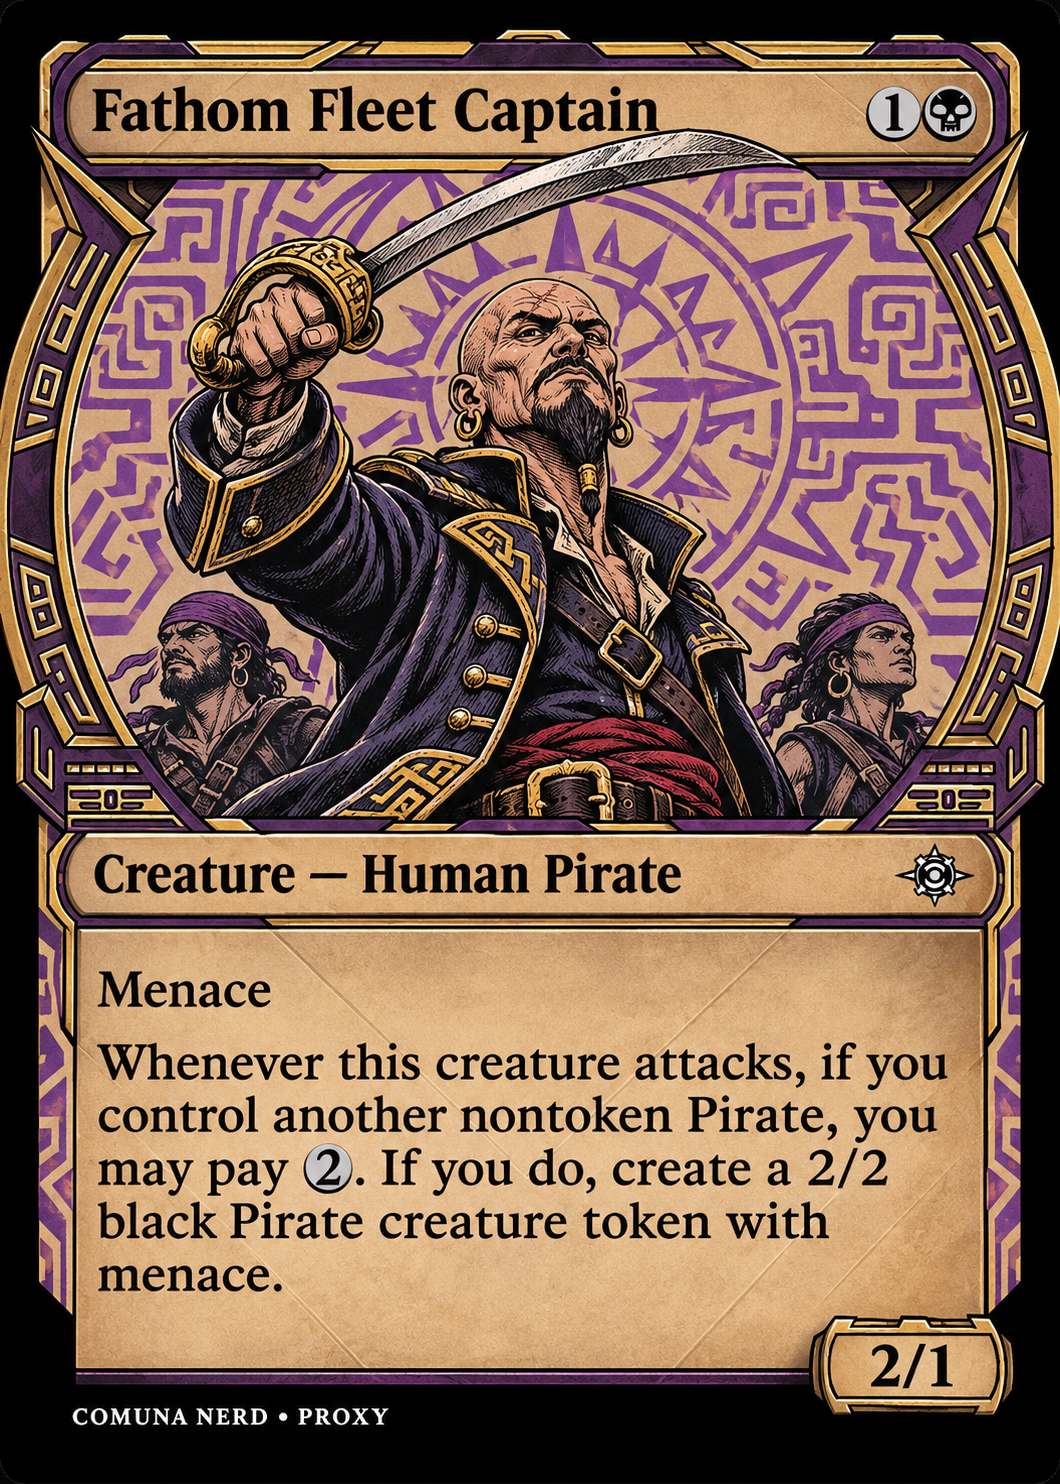 Fathom Fleet Captain 1
Creature — Human Pirate
Menace
Whenever this creature attacks, if you
control another nontoken Pirate, you
may pay 2. If you do, create a 2/2
black Pirate creature token with
menace.
2/1
COMUNA NERD • PROXY